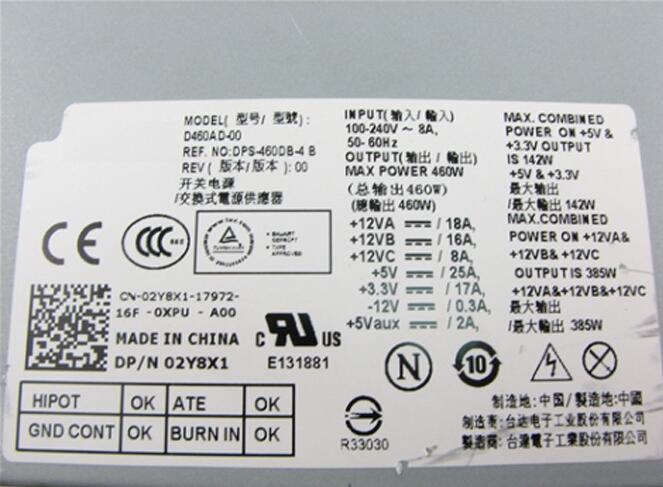 MODEL( 型号/ 型號):
D460AD-00
REF. NO:DPS-460DB-4 B
REV ( 版本/版本 ): 00
开关电源
/交換式電源供應器
INPUT(输入/ 輸入)
100-240V ~ 8A,
50- 60Hz
OUTPUT(输出 / 輸出)
MAX POWER 460W
(总输出 460W)
(總輸出 460W)
+12VA ⎓ / 18A,
+12VB ⎓ / 16A,
+12VC ⎓ / 8A,
+5V ⎓ / 25A,
+3.3V ⎓ / 17A,
-12V ⎓ / 0.3A,
+5Vaux ⎓ / 2A,
MAX. COMBINED
POWER ON +5V &
+3.3V OUTPUT
IS 142W
+5V & +3.3V
最大输出
/ 最大輸出 142W
MAX.COMBINED
POWER ON +12VA&
+12VB& +12VC
OUTPUT IS 385W
+12VA&+12VB&+12VC
最大输出
/最大輸出 385W
CE
CCC
TYPE
APPROVED
CN-02Y8X1-17972-
16F -0XPU - A00
MADE IN CHINA
DP/N 02Y8X1
C RU US
E131881
N
10
HIPOT OK ATE OK
GND CONT OK BURN IN OK
R33030
制造地: 中国 / 製造地: 中國
制造商: 台达电子工业股份有限公司
製造商: 台達電子工業股份有限公司